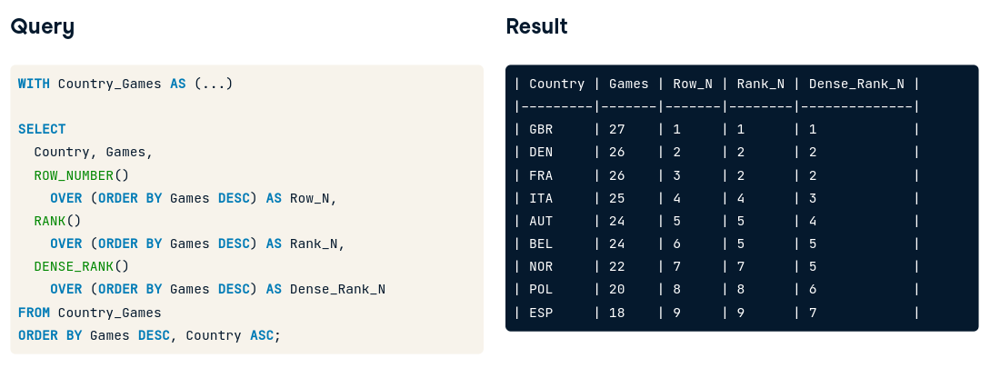 Query
WITH Country_Games AS (...)
SELECT
Country, Games,
ROW_NUMBER()
OVER (ORDER BY Games DESC) AS Row_N,
RANK()
OVER (ORDER BY Games DESC) AS Rank_N,
DENSE_RANK()
OVER (ORDER BY Games DESC) AS Dense_Rank_N
FROM Country_Games
ORDER BY Games DESC, Country ASC;
Result
| Country | Games | Row_N | Rank_N | Dense_Rank_N |
|---------|-------|-------|--------|--------------|
| GBR | 27 | 1 | 1 | 1 |
| DEN | 26 | 2 | 2 | 2 |
| FRA | 26 | 3 | 2 | 2 |
| ITA | 25 | 4 | 4 | 3 |
| AUT | 24 | 5 | 5 | 4 |
| BEL | 24 | 6 | 5 | 5 |
| NOR | 22 | 7 | 7 | 5 |
| POL | 20 | 8 | 8 | 6 |
| ESP | 18 | 9 | 9 | 7 |